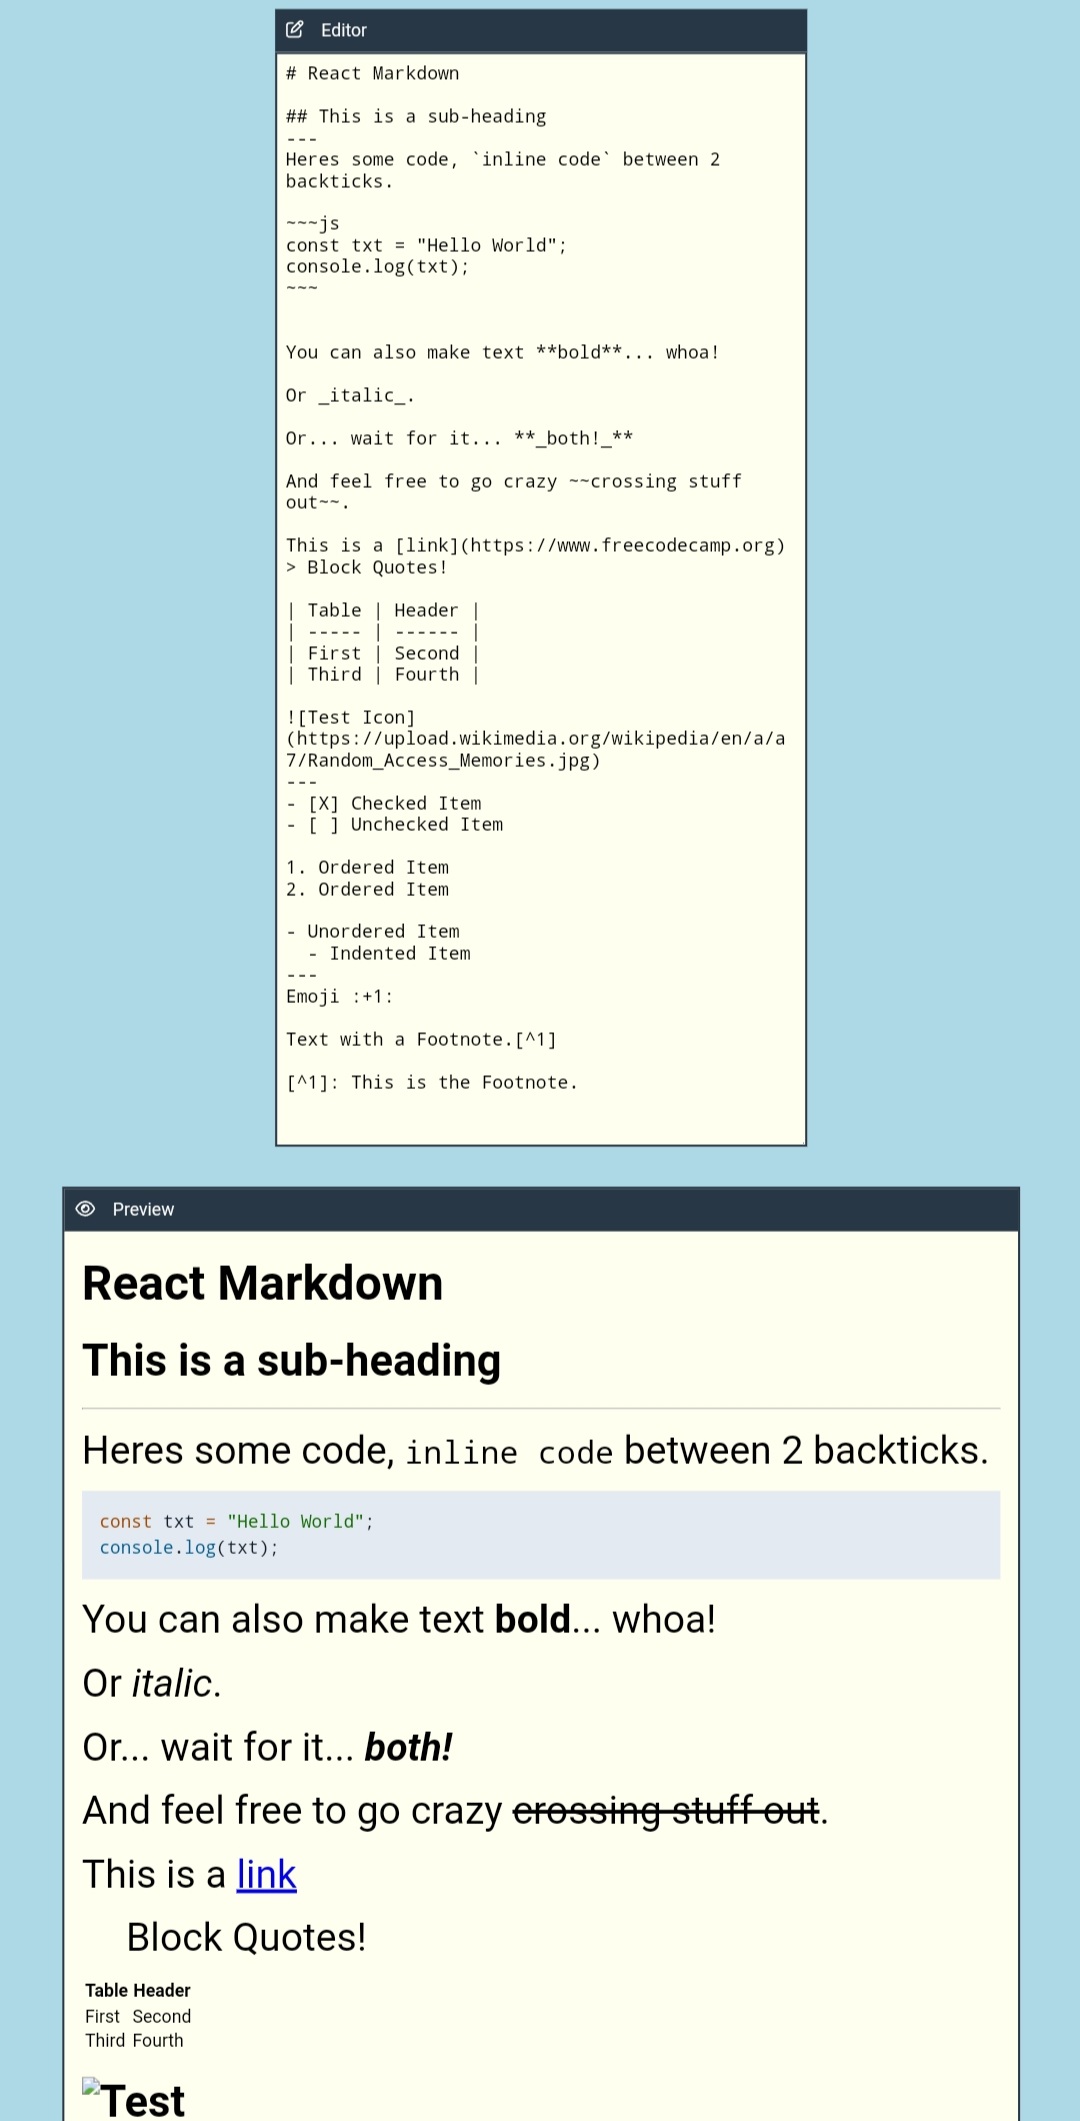 Editor
# React Markdown
## This is a sub-heading
---
Heres some code, `inline code` between 2
backticks.
~~~js
const txt = "Hello World";
console.log(txt);
~~~
You can also make text **bold**... whoa!
Or _italic_.
Or... wait for it... **_both!_**
And feel free to go crazy ~~crossing stuff
out~~.
This is a [link](https://www.freecodecamp.org)
> Block Quotes!
| Table | Header |
| ----- | ------ |
| First | Second |
| Third | Fourth |
![Test Icon]
(https://upload.wikimedia.org/wikipedia/en/a/a
7/Random_Access_Memories.jpg)
---
- [X] Checked Item
- [ ] Unchecked Item
1. Ordered Item
2. Ordered Item
- Unordered Item
  - Indented Item
---
Emoji :+1:
Text with a Footnote.[^1]
[^1]: This is the Footnote.
Preview
React Markdown
This is a sub-heading
Heres some code, inline code between 2 backticks.
const txt = "Hello World";
console.log(txt);
You can also make text bold... whoa!
Or italic.
Or... wait for it... both!
And feel free to go crazy crossing stuff out.
This is a link
Block Quotes!
Table Header
First Second
Third Fourth
Test